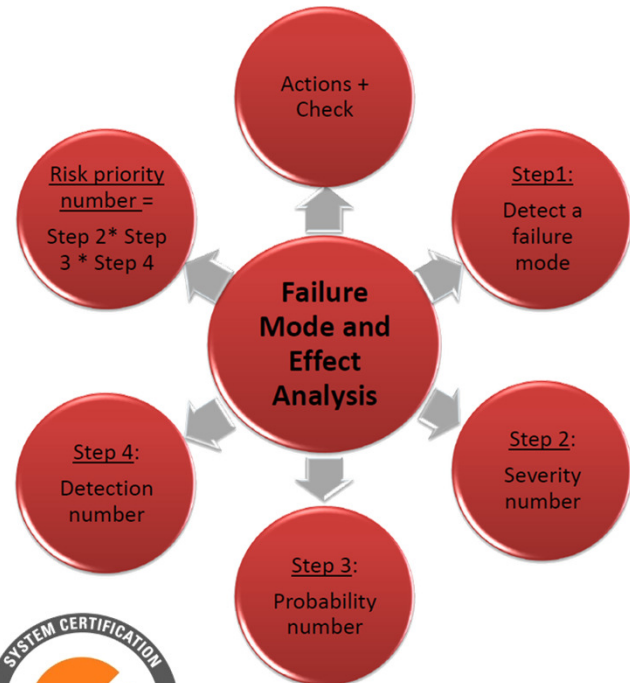 Actions +
Check
Step1:
Detect a
failure
mode
Step 2:
Severity
number
Step 3:
Probability
number
Step 4:
Detection
number
Risk priority
number =
Step 2* Step
3 * Step 4
Failure
Mode and
Effect
Analysis
SYSTEM CERTIFICATION